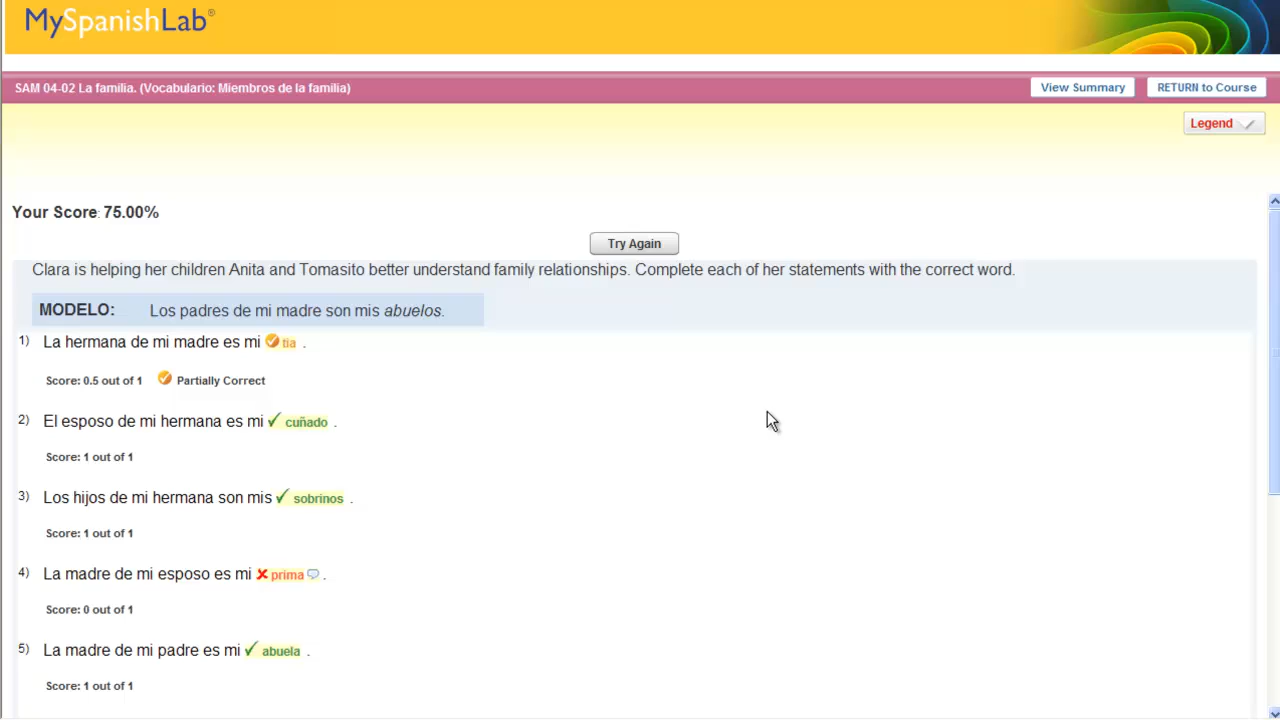 MySpanishLab®
SAM 04-02 La familia. (Vocabulario: Miembros de la familia)
View Summary
RETURN to Course
Legend
Your Score: 75.00%
Try Again
Clara is helping her children Anita and Tomasito better understand family relationships. Complete each of her statements with the correct word.
MODELO: Los padres de mi madre son mis abuelos.
1) La hermana de mi madre es mi tia .
Score: 0.5 out of 1 Partially Correct
2) El esposo de mi hermana es mi cuñado .
Score: 1 out of 1
3) Los hijos de mi hermana son mis sobrinos .
Score: 1 out of 1
4) La madre de mi esposo es mi prima .
Score: 0 out of 1
5) La madre de mi padre es mi abuela .
Score: 1 out of 1